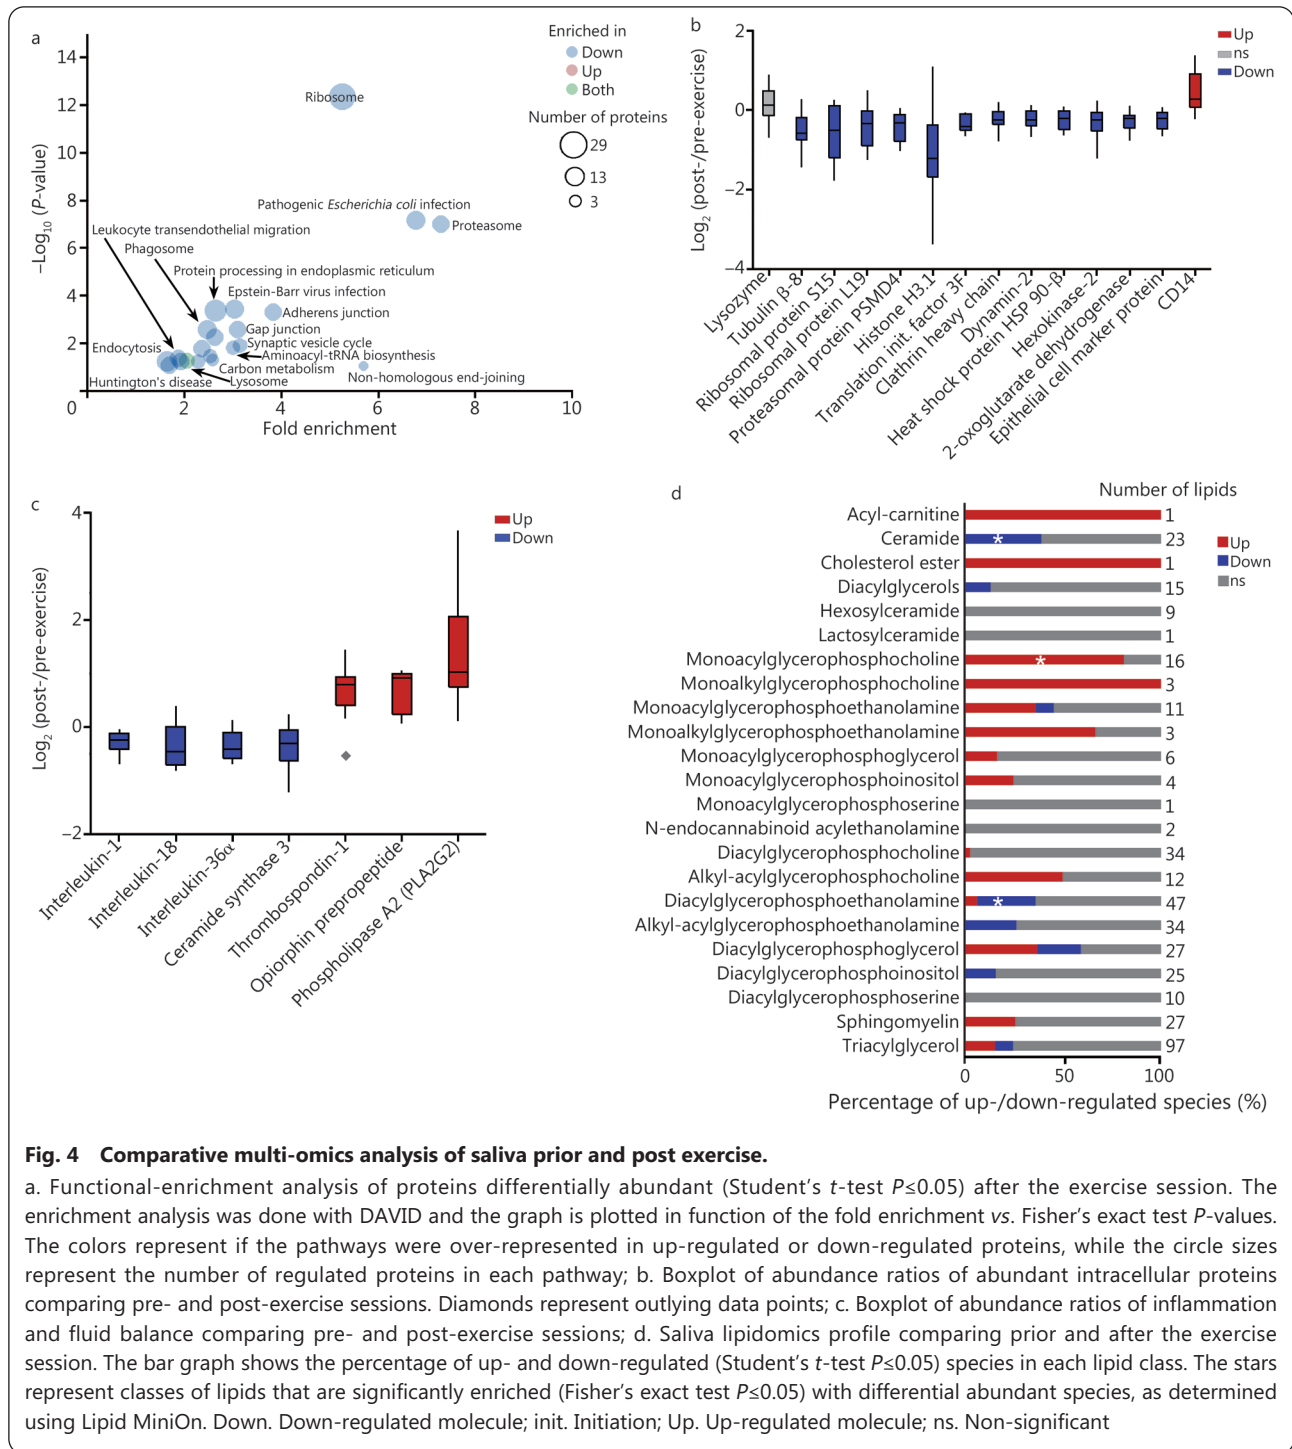 a
14
12
10
8
6
4
2
0
2
4
6
8
10
−Log10 (P-value)
Fold enrichment
Enriched in
Down
Up
Both
Number of proteins
29
13
3
Ribosome
Pathogenic Escherichia coli infection
Proteasome
Leukocyte transendothelial migration
Phagosome
Protein processing in endoplasmic reticulum
Epstein-Barr virus infection
Adherens junction
Gap junction
Synaptic vesicle cycle
Endocytosis
Aminoacyl-tRNA biosynthesis
Carbon metabolism
Non-homologous end-joining
Huntington's disease
Lysosome
b
2
0
−2
−4
Log2 (post-/pre-exercise)
Up
ns
Down
Lysozyme
Tubulin β-8
Ribosomal protein S15
Ribosomal protein L19
Proteasomal protein PSMD4
Histone H3.1
Translation init. factor 3F
Clathrin heavy chain
Dynamin-2
Heat shock protein HSP 90-β
Hexokinase-2
2-oxoglutarate dehydrogenase
Epithelial cell marker protein
CD14
c
4
2
0
−2
Log2 (post-/pre-exercise)
Up
Down
Interleukin-1
Interleukin-18
Interleukin-36α
Ceramide synthase 3
Thrombospondin-1
Opiorphin prepropeptide
Phospholipase A2 (PLA2G2)
d
Number of lipids
Acyl-carnitine 1
Ceramide * 23
Cholesterol ester 1
Diacylglycerols 15
Hexosylceramide 9
Lactosylceramide 1
Monoacylglycerophosphocholine * 16
Monoalkylglycerophosphocholine 3
Monoacylglycerophosphoethanolamine 11
Monoalkylglycerophosphoethanolamine 3
Monoacylglycerophosphoglycerol 6
Monoacylglycerophosphoinositol 4
Monoacylglycerophosphoserine 1
N-endocannabinoid acylethanolamine 2
Diacylglycerophosphocholine 34
Alkyl-acylglycerophosphocholine 12
Diacylglycerophosphoethanolamine * 47
Alkyl-acylglycerophosphoethanolamine 34
Diacylglycerophosphoglycerol 27
Diacylglycerophosphoinositol 25
Diacylglycerophosphoserine 10
Sphingomyelin 27
Triacylglycerol 97
Up
Down
ns
0 50 100
Percentage of up-/down-regulated species (%)
Fig. 4 Comparative multi-omics analysis of saliva prior and post exercise.
a. Functional-enrichment analysis of proteins differentially abundant (Student's t-test P≤0.05) after the exercise session. The
enrichment analysis was done with DAVID and the graph is plotted in function of the fold enrichment vs. Fisher's exact test P-values.
The colors represent if the pathways were over-represented in up-regulated or down-regulated proteins, while the circle sizes
represent the number of regulated proteins in each pathway; b. Boxplot of abundance ratios of abundant intracellular proteins
comparing pre- and post-exercise sessions. Diamonds represent outlying data points; c. Boxplot of abundance ratios of inflammation
and fluid balance comparing pre- and post-exercise sessions; d. Saliva lipidomics profile comparing prior and after the exercise
session. The bar graph shows the percentage of up- and down-regulated (Student's t-test P≤0.05) species in each lipid class. The stars
represent classes of lipids that are significantly enriched (Fisher's exact test P≤0.05) with differential abundant species, as determined
using Lipid MiniOn. Down. Down-regulated molecule; init. Initiation; Up. Up-regulated molecule; ns. Non-significant